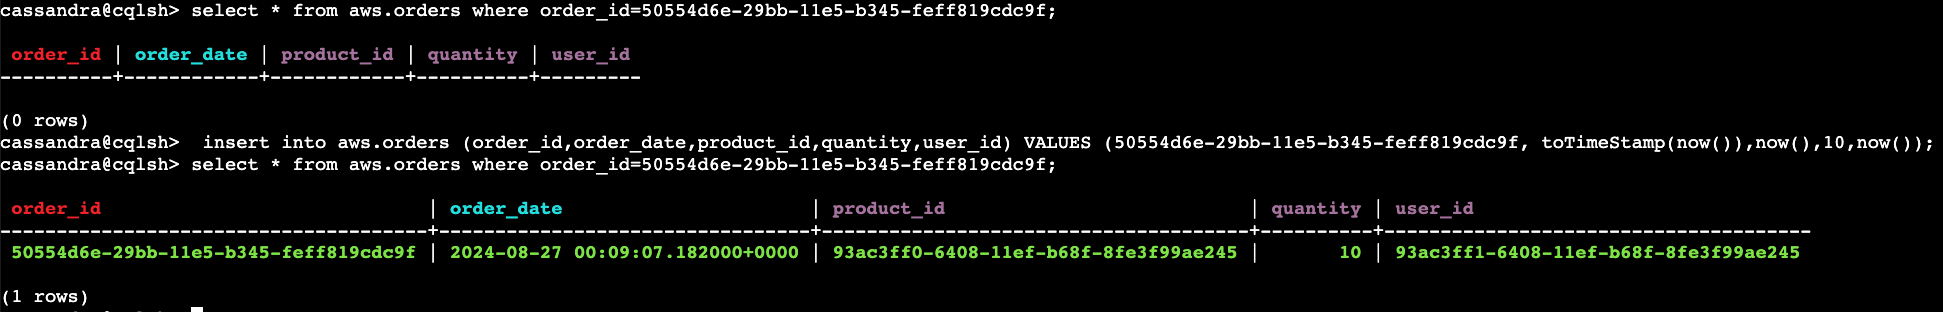 cassandra@cqlsh> select * from aws.orders where order_id=50554d6e-29bb-11e5-b345-feff819cdc9f;
order_id | order_date | product_id | quantity | user_id
----------+------------+------------+----------+---------
(0 rows)
cassandra@cqlsh>  insert into aws.orders (order_id,order_date,product_id,quantity,user_id) VALUES (50554d6e-29bb-11e5-b345-feff819cdc9f, toTimeStamp(now()),now(),10,now());
cassandra@cqlsh> select * from aws.orders where order_id=50554d6e-29bb-11e5-b345-feff819cdc9f;
order_id                             | order_date                      | product_id                           | quantity | user_id
--------------------------------------+---------------------------------+--------------------------------------+----------+--------------------------------------
50554d6e-29bb-11e5-b345-feff819cdc9f | 2024-08-27 00:09:07.182000+0000 | 93ac3ff0-6408-11ef-b68f-8fe3f99ae245 |       10 | 93ac3ff1-6408-11ef-b68f-8fe3f99ae245
(1 rows)